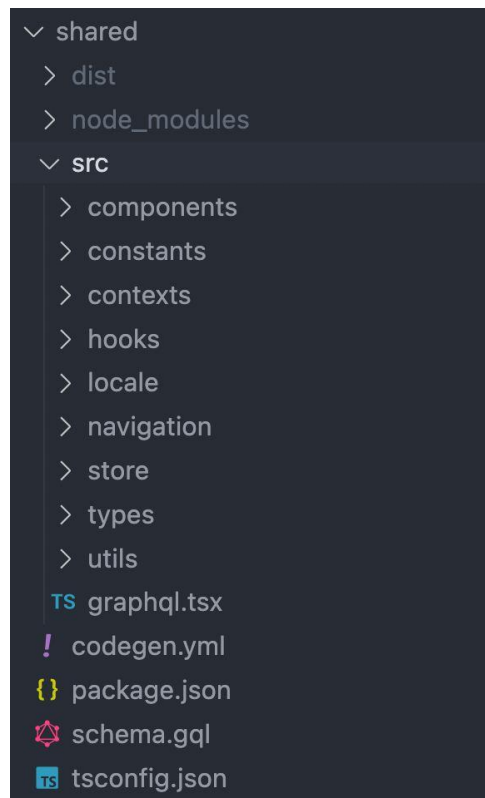 shared
dist
node_modules
src
components
constants
contexts
hooks
locale
navigation
store
types
utils
TS graphql.tsx
! codegen.yml
{} package.json
schema.gql
TS tsconfig.json